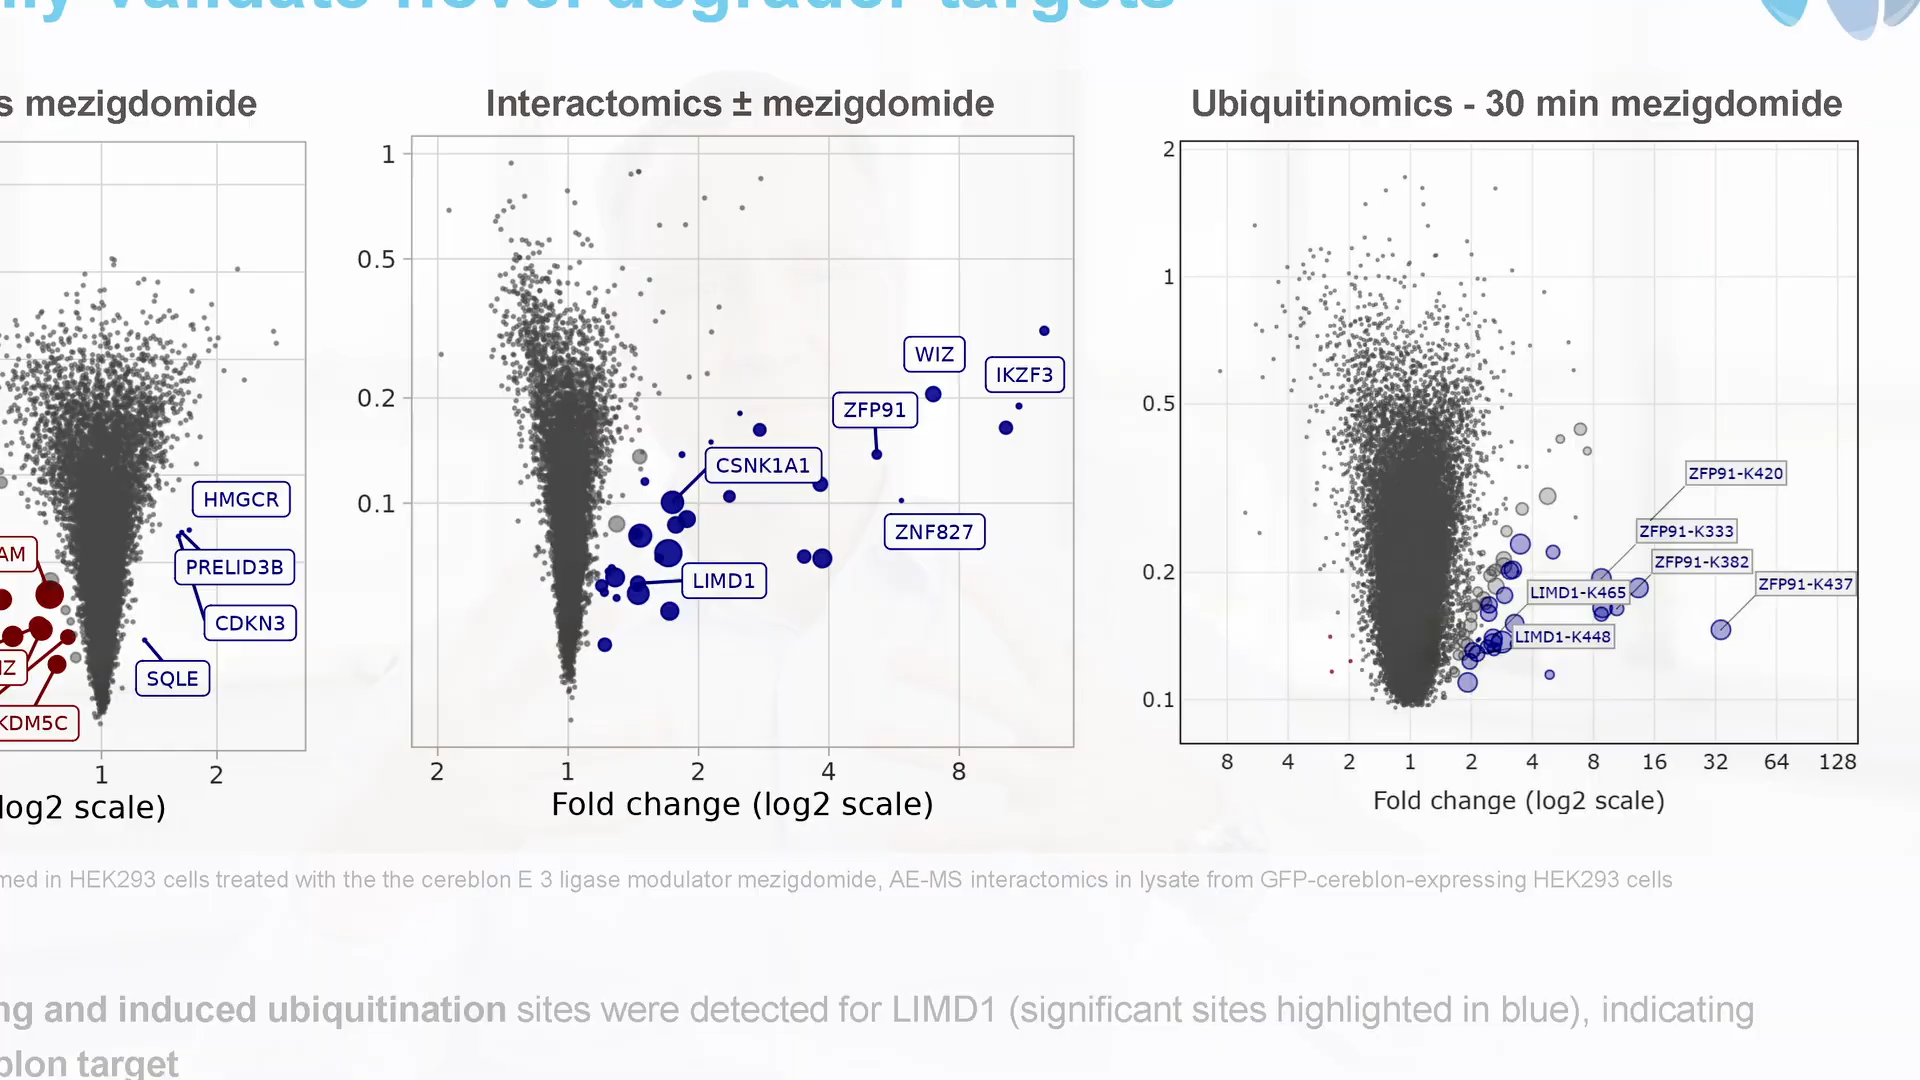 ny validate novel degrader targets
s mezigdomide
Interactomics ± mezigdomide
Ubiquitinomics - 30 min mezigdomide
HMGCR
PRELID3B
CDKN3
SQLE
AM
IZ
KDM5C
1 2
log2 scale)
1
0.5
0.2
0.1
WIZ
IKZF3
ZFP91
CSNK1A1
ZNF827
LIMD1
2 1 2 4 8
Fold change (log2 scale)
2
1
0.5
0.2
0.1
ZFP91-K420
ZFP91-K333
ZFP91-K382
ZFP91-K437
LIMD1-K465
LIMD1-K448
8 4 2 1 2 4 8 16 32 64 128
Fold change (log2 scale)
med in HEK293 cells treated with the the cereblon E 3 ligase modulator mezigdomide, AE-MS interactomics in lysate from GFP-cereblon-expressing HEK293 cells
ng and induced ubiquitination sites were detected for LIMD1 (significant sites highlighted in blue), indicating
blon target